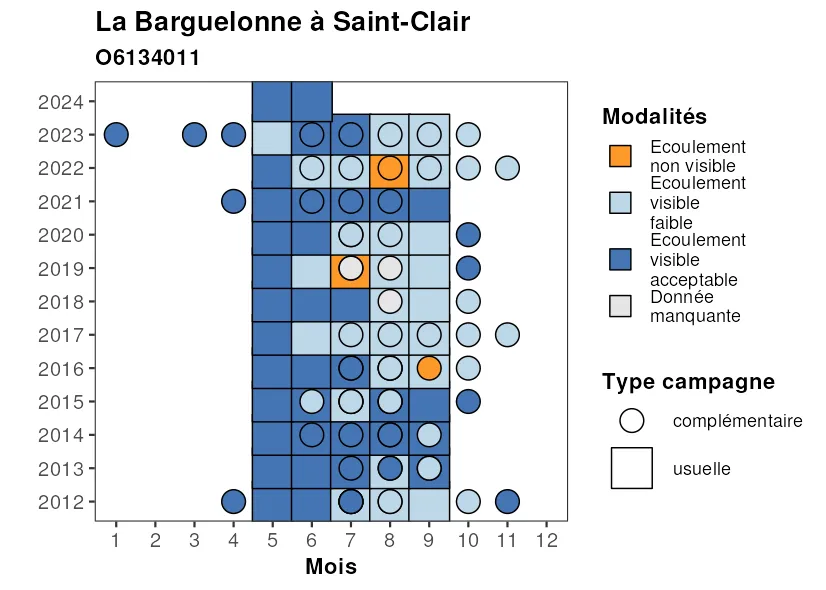 La Barguelonne à Saint-Clair
O6134011
2024
2023
2022
2021
2020
2019
2018
2017
2016
2015
2014
2013
2012
1 2 3 4 5 6 7 8 9 10 11 12
Mois
Modalités
Ecoulement
non visible
Ecoulement
visible
faible
Ecoulement
visible
acceptable
Donnée
manquante
Type campagne
complémentaire
usuelle